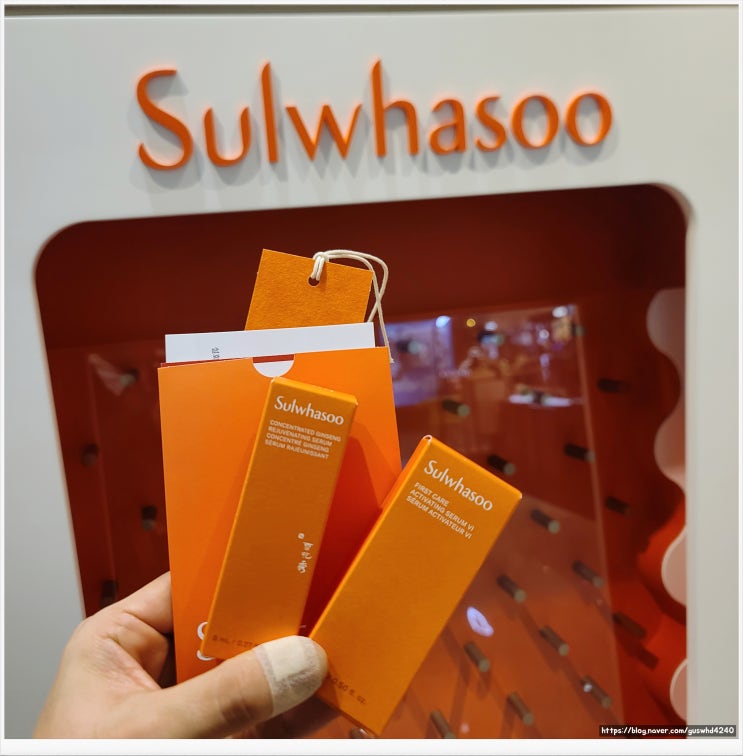 Sulwhasoo
Sulwhasoo
CONCENTRATED GINSENG
REJUVENATING SERUM
CONCENTRÉ GINSENG
SÉRUM RAJEUNISSANT
Sulwhasoo
FIRST CARE
ACTIVATING SERUM VI
SÉRUM ACTIVATEUR VI
https://blog.naver.com/guswhd4240